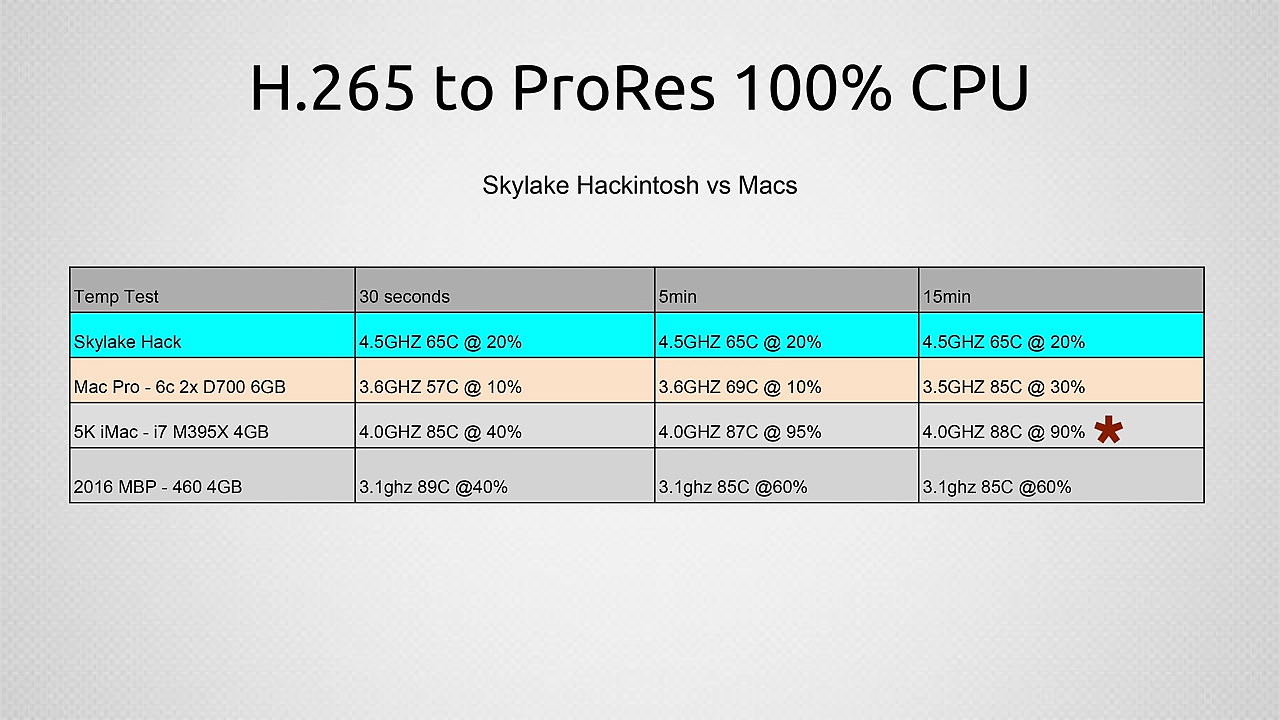 H.265 to ProRes 100% CPU
Skylake Hackintosh vs Macs
Temp Test 30 seconds 5min 15min
Skylake Hack 4.5GHZ 65C @ 20% 4.5GHZ 65C @ 20% 4.5GHZ 65C @ 20%
Mac Pro - 6c 2x D700 6GB 3.6GHZ 57C @ 10% 3.6GHZ 69C @ 10% 3.5GHZ 85C @ 30%
5K iMac - i7 M395X 4GB 4.0GHZ 85C @ 40% 4.0GHZ 87C @ 95% 4.0GHZ 88C @ 90% *
2016 MBP - 460 4GB 3.1ghz 89C @40% 3.1ghz 85C @60% 3.1ghz 85C @60%